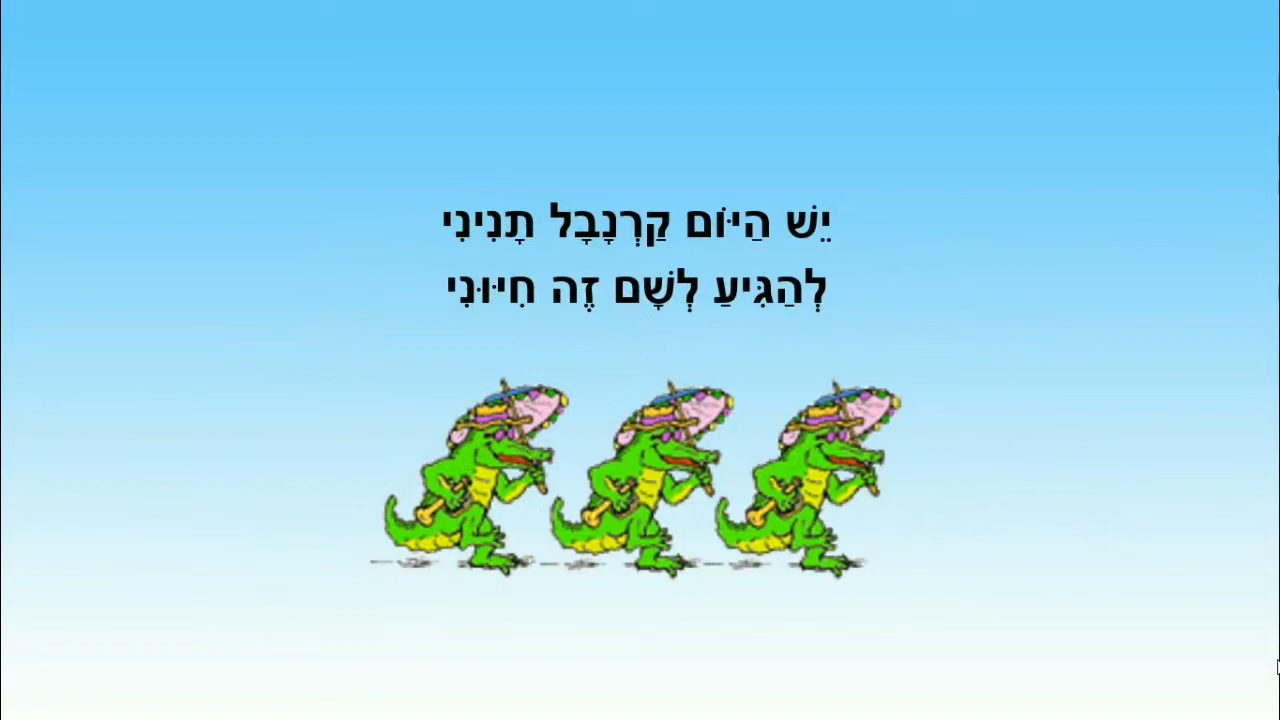 יֵשׁ הַיּוֹם קַרְנָבָל תַּנִינִי
לְהַגִּיעַ לְשָׁם זֶה חִיּוּנִי